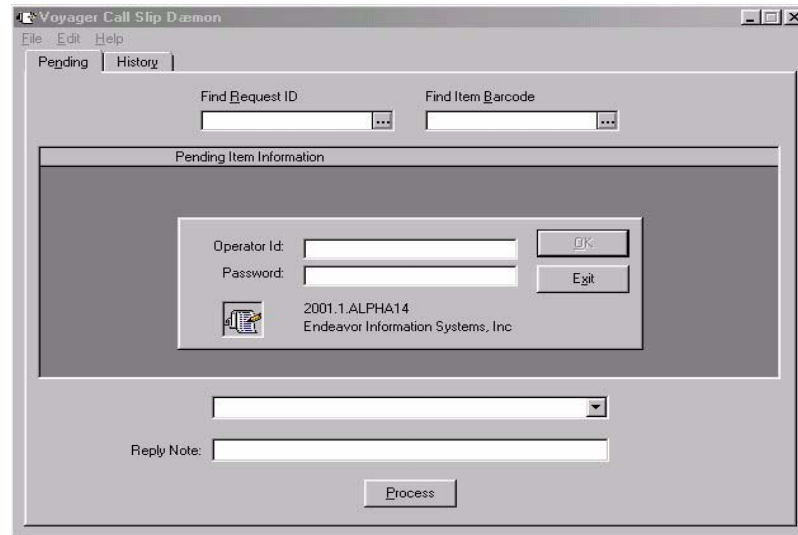 Voyager Call Slip Dæmon
File Edit Help
Pending History
Find Request ID Find Item Barcode
... ...
Pending Item Information
Operator Id: OK
Password: Exit
2001.1.ALPHA14
Endeavor Information Systems, Inc
Reply Note:
Process